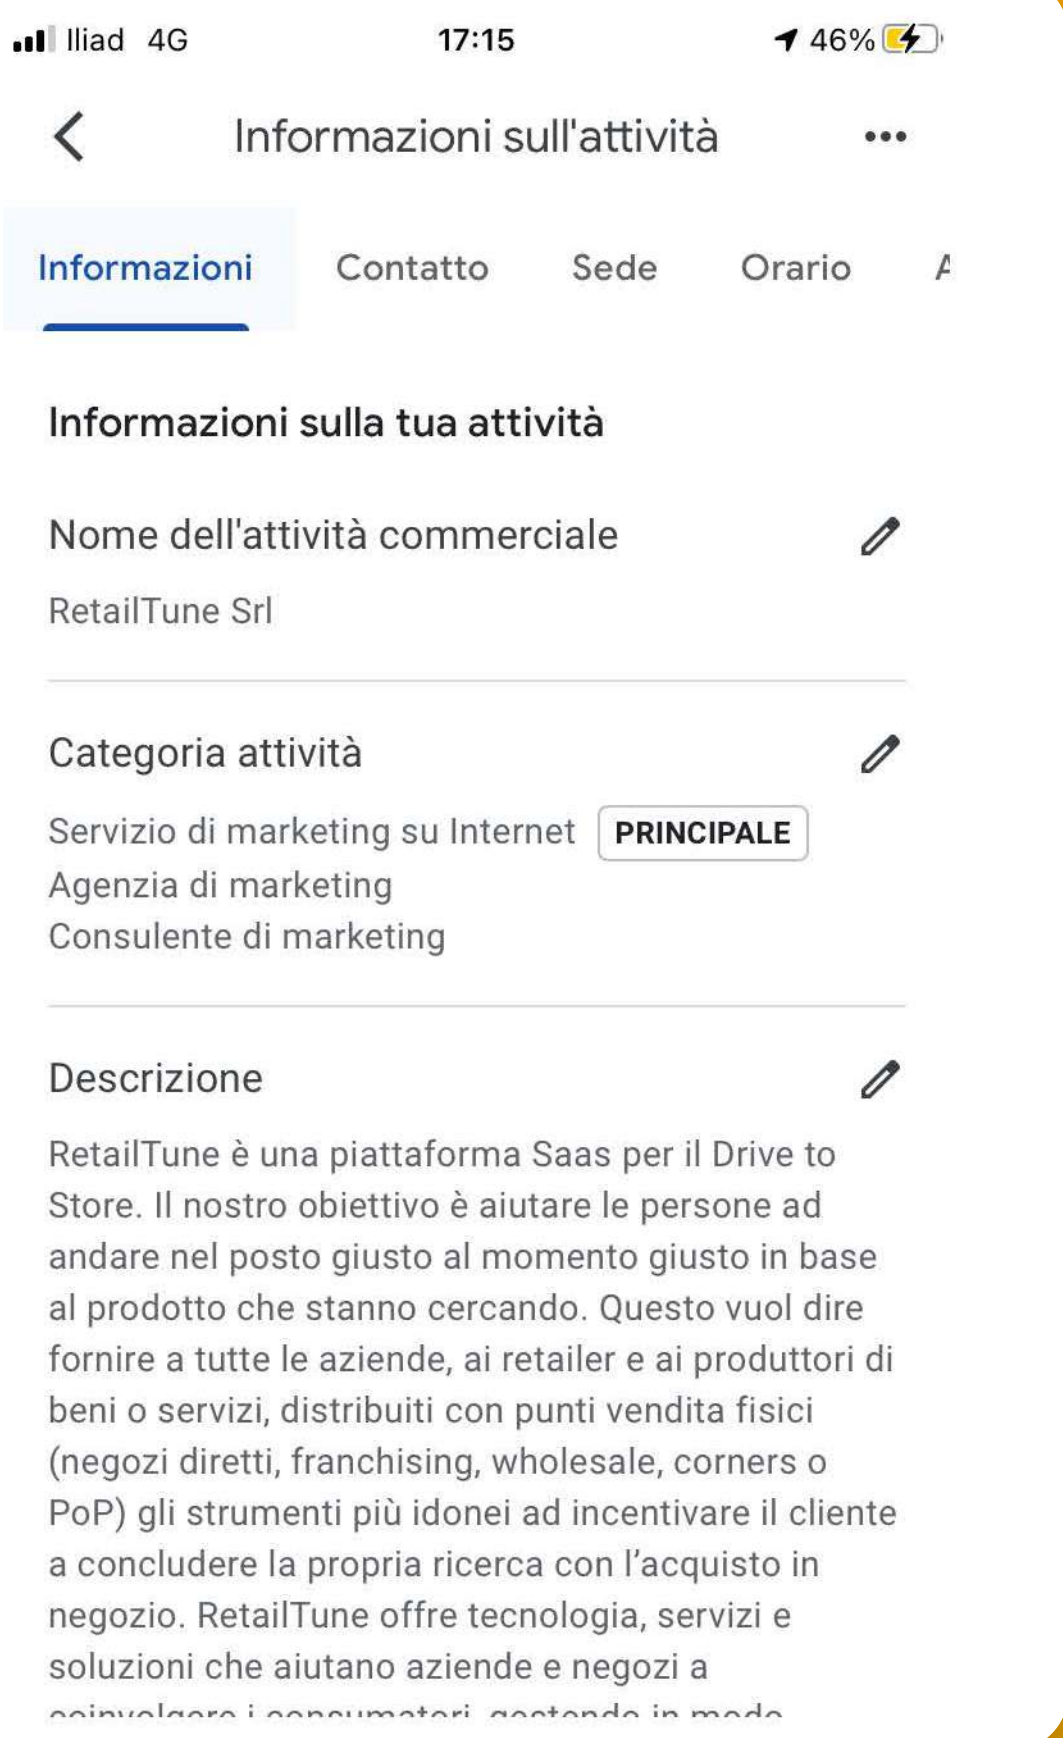 Iliad 4G 17:15 46%
Informazioni sull'attività
Informazioni Contatto Sede Orario A
Informazioni sulla tua attività
Nome dell'attività commerciale
RetailTune Srl
Categoria attività
Servizio di marketing su Internet PRINCIPALE
Agenzia di marketing
Consulente di marketing
Descrizione
RetailTune è una piattaforma Saas per il Drive to
Store. Il nostro obiettivo è aiutare le persone ad
andare nel posto giusto al momento giusto in base
al prodotto che stanno cercando. Questo vuol dire
fornire a tutte le aziende, ai retailer e ai produttori di
beni o servizi, distribuiti con punti vendita fisici
(negozi diretti, franchising, wholesale, corners o
PoP) gli strumenti più idonei ad incentivare il cliente
a concludere la propria ricerca con l’acquisto in
negozio. RetailTune offre tecnologia, servizi e
soluzioni che aiutano aziende e negozi a
coinvolgere i consumatori, gestendo in modo